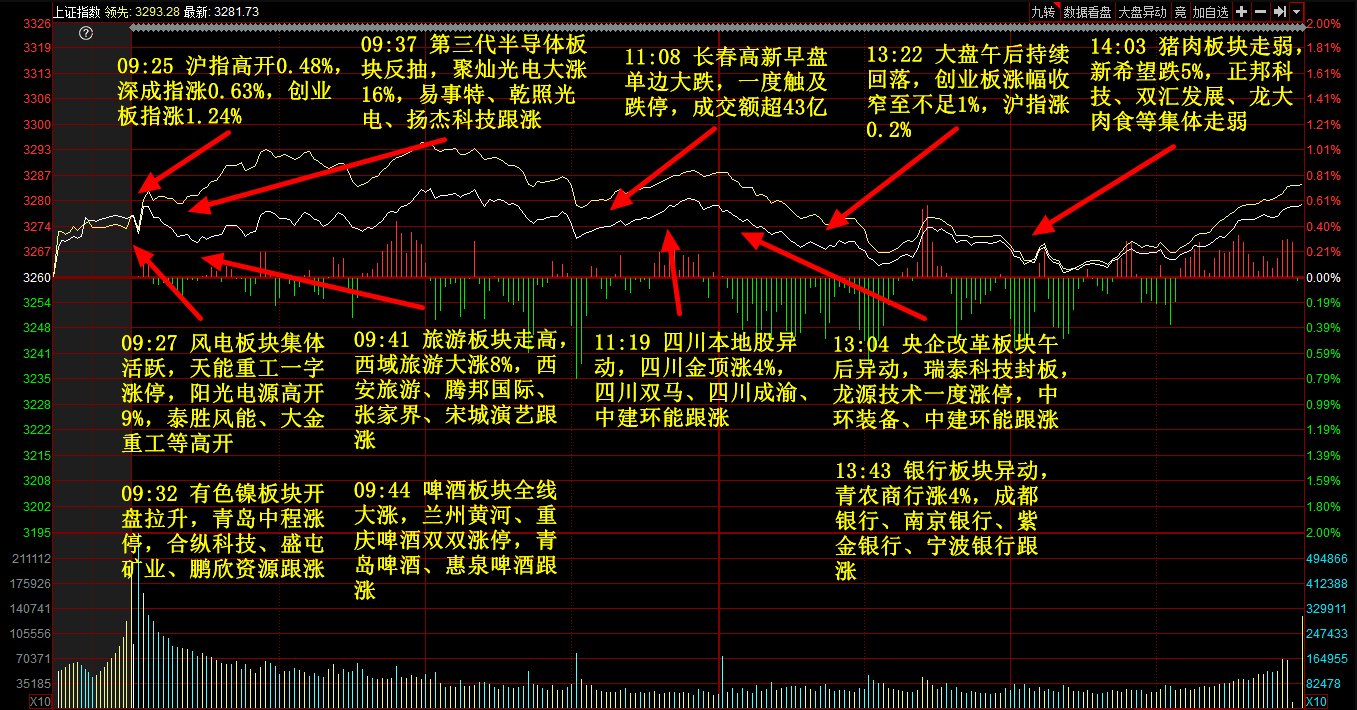 上证指数 领先: 3293.28 最新: 3281.73
九转 数据看盘 大盘异动 竞 加自选
09:25 沪指高开0.48%，
深成指涨0.63%，创业
板指涨1.24%
09:37 第三代半导体板
块反抽，聚灿光电大涨
16%，易事特、乾照光
电、扬杰科技跟涨
11:08 长春高新早盘
单边大跌，一度触及
跌停，成交额超43亿
13:22 大盘午后持续
回落，创业板涨幅收
窄至不足1%，沪指涨
0.2%
14:03 猪肉板块走弱，
新希望跌5%，正邦科
技、双汇发展、龙大
肉食等集体走弱
09:27 风电板块集体
活跃，天能重工一字
涨停，阳光电源高开
9%，泰胜风能、大金
重工等高开
09:41 旅游板块走高，
西域旅游大涨8%，西
安旅游、腾邦国际、
张家界、宋城演艺跟
涨
11:19 四川本地股异
动，四川金顶涨4%，
四川双马、四川成渝、
中建环能跟涨
13:04 央企改革板块午
后异动，瑞泰科技封板，
龙源技术一度涨停，中
环装备、中建环能跟涨
09:32 有色镍板块开
盘拉升，青岛中程涨
停，合纵科技、盛屯
矿业、鹏欣资源跟涨
09:44 啤酒板块全线
大涨，兰州黄河、重
庆啤酒双双涨停，青
岛啤酒、惠泉啤酒跟
涨
13:43 银行板块异动，
青农商行涨4%，成都
银行、南京银行、紫
金银行、宁波银行跟
涨
3326
3319
3313
3306
3300
3293
3287
3280
3274
3267
3260
3254
3248
3241
3235
3228
3222
3215
3208
3202
3195
211112
175926
140741
105556
70371
35185
X10
2.00%
1.81%
1.61%
1.41%
1.21%
1.01%
0.81%
0.61%
0.40%
0.21%
0.00%
0.19%
0.39%
0.59%
0.79%
0.99%
1.19%
1.39%
1.59%
1.80%
2.00%
494866
412388
329911
247433
164955
82478
X10